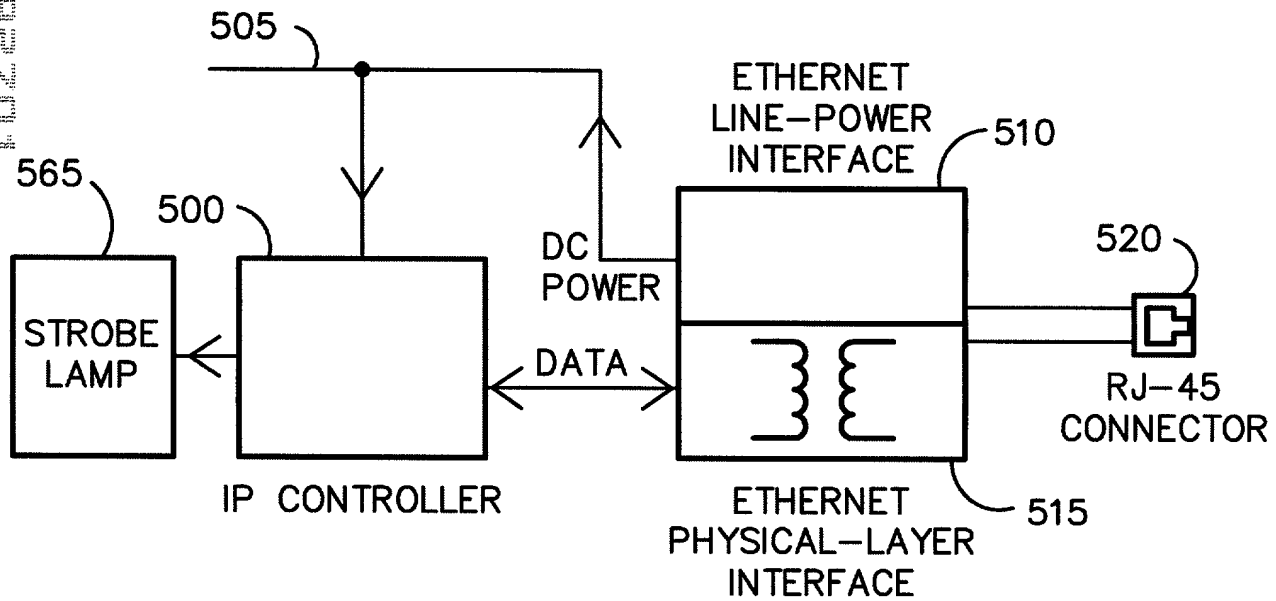 505
ETHERNET
LINE-POWER
INTERFACE
510
565
500
DC
POWER
520
STROBE
LAMP
DATA
RJ-45
CONNECTOR
IP CONTROLLER
ETHERNET
PHYSICAL-LAYER
INTERFACE
515